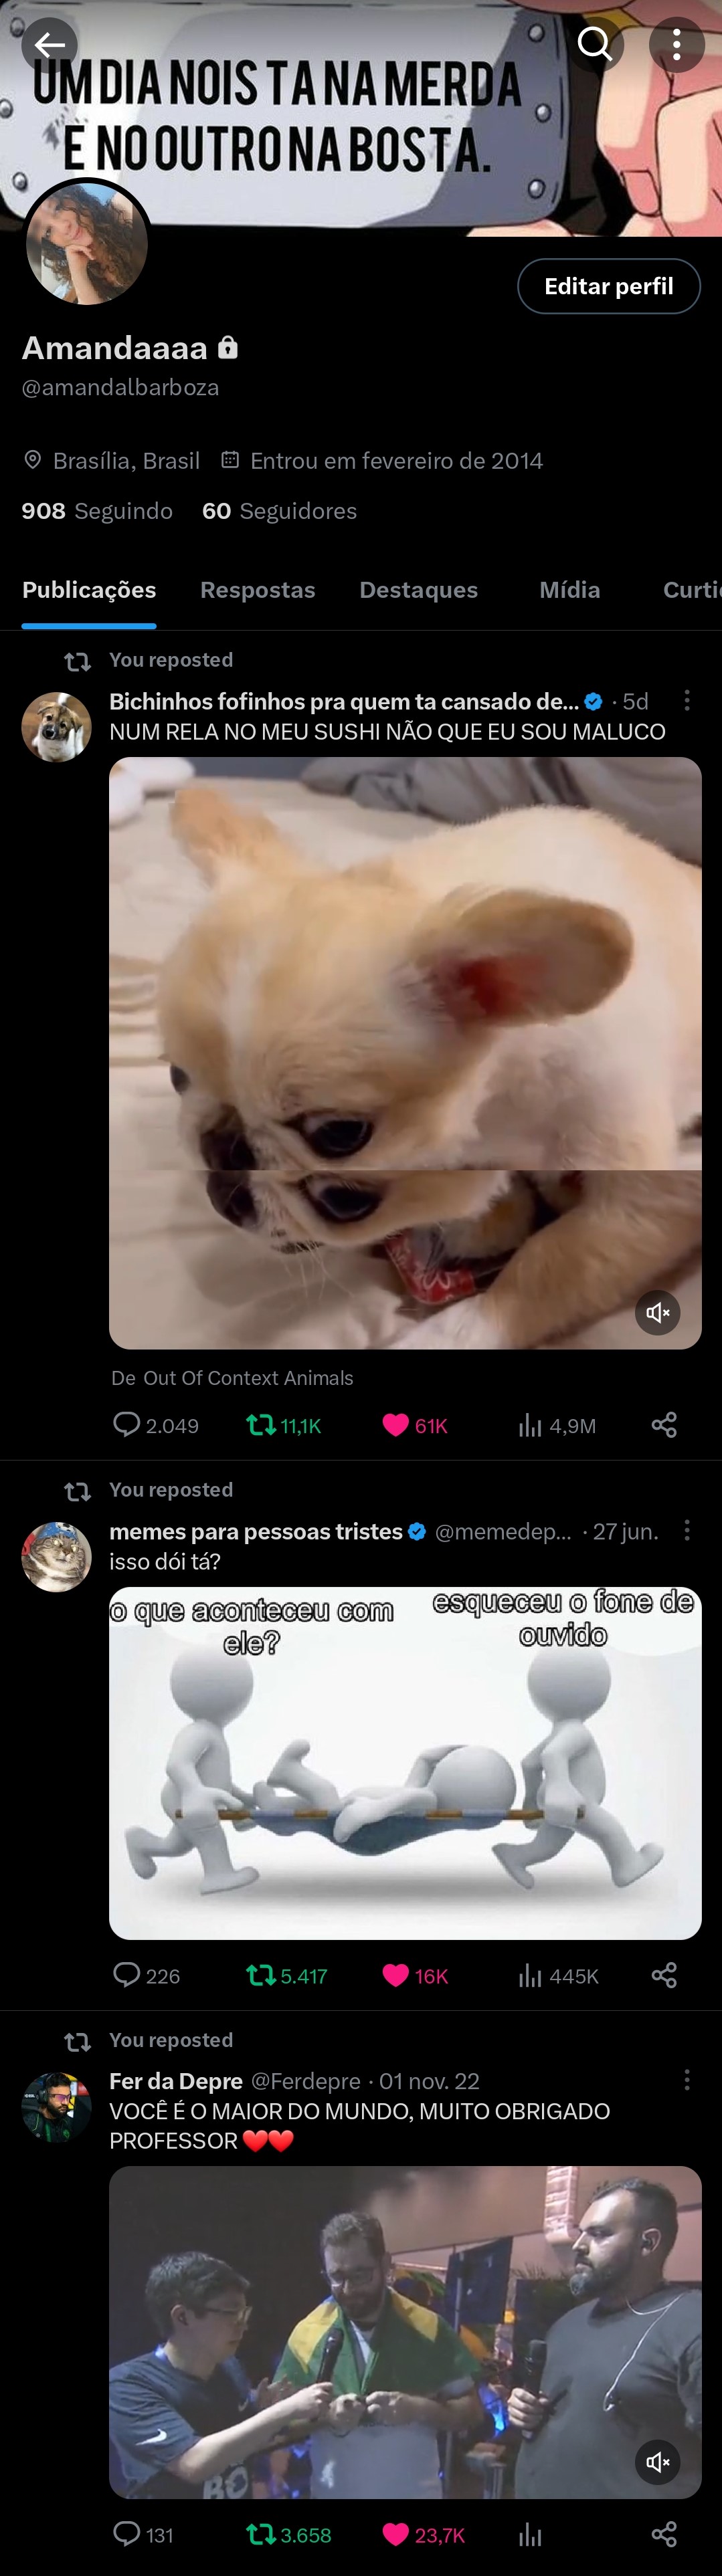 UM DIA NOIS TA NA MERDA
E NO OUTRO NA BOSTA.
Editar perfil
Amandaaaa
@amandalbarboza
Brasília, Brasil Entrou em fevereiro de 2014
908 Seguindo 60 Seguidores
Publicações Respostas Destaques Mídia Curti
You reposted
Bichinhos fofinhos pra quem ta cansado de... · 5d
NUM RELA NO MEU SUSHI NÃO QUE EU SOU MALUCO
De Out Of Context Animals
2.049 11,1K 61K 4,9M
You reposted
memes para pessoas tristes @memedep... · 27 jun.
isso dói tá?
o que aconteceu com
ele?
esqueceu o fone de
ouvido
226 5.417 16K 445K
You reposted
Fer da Depre @Ferdepre · 01 nov. 22
VOCÊ É O MAIOR DO MUNDO, MUITO OBRIGADO
PROFESSOR ❤️❤️
BO
131 3.658 23,7K